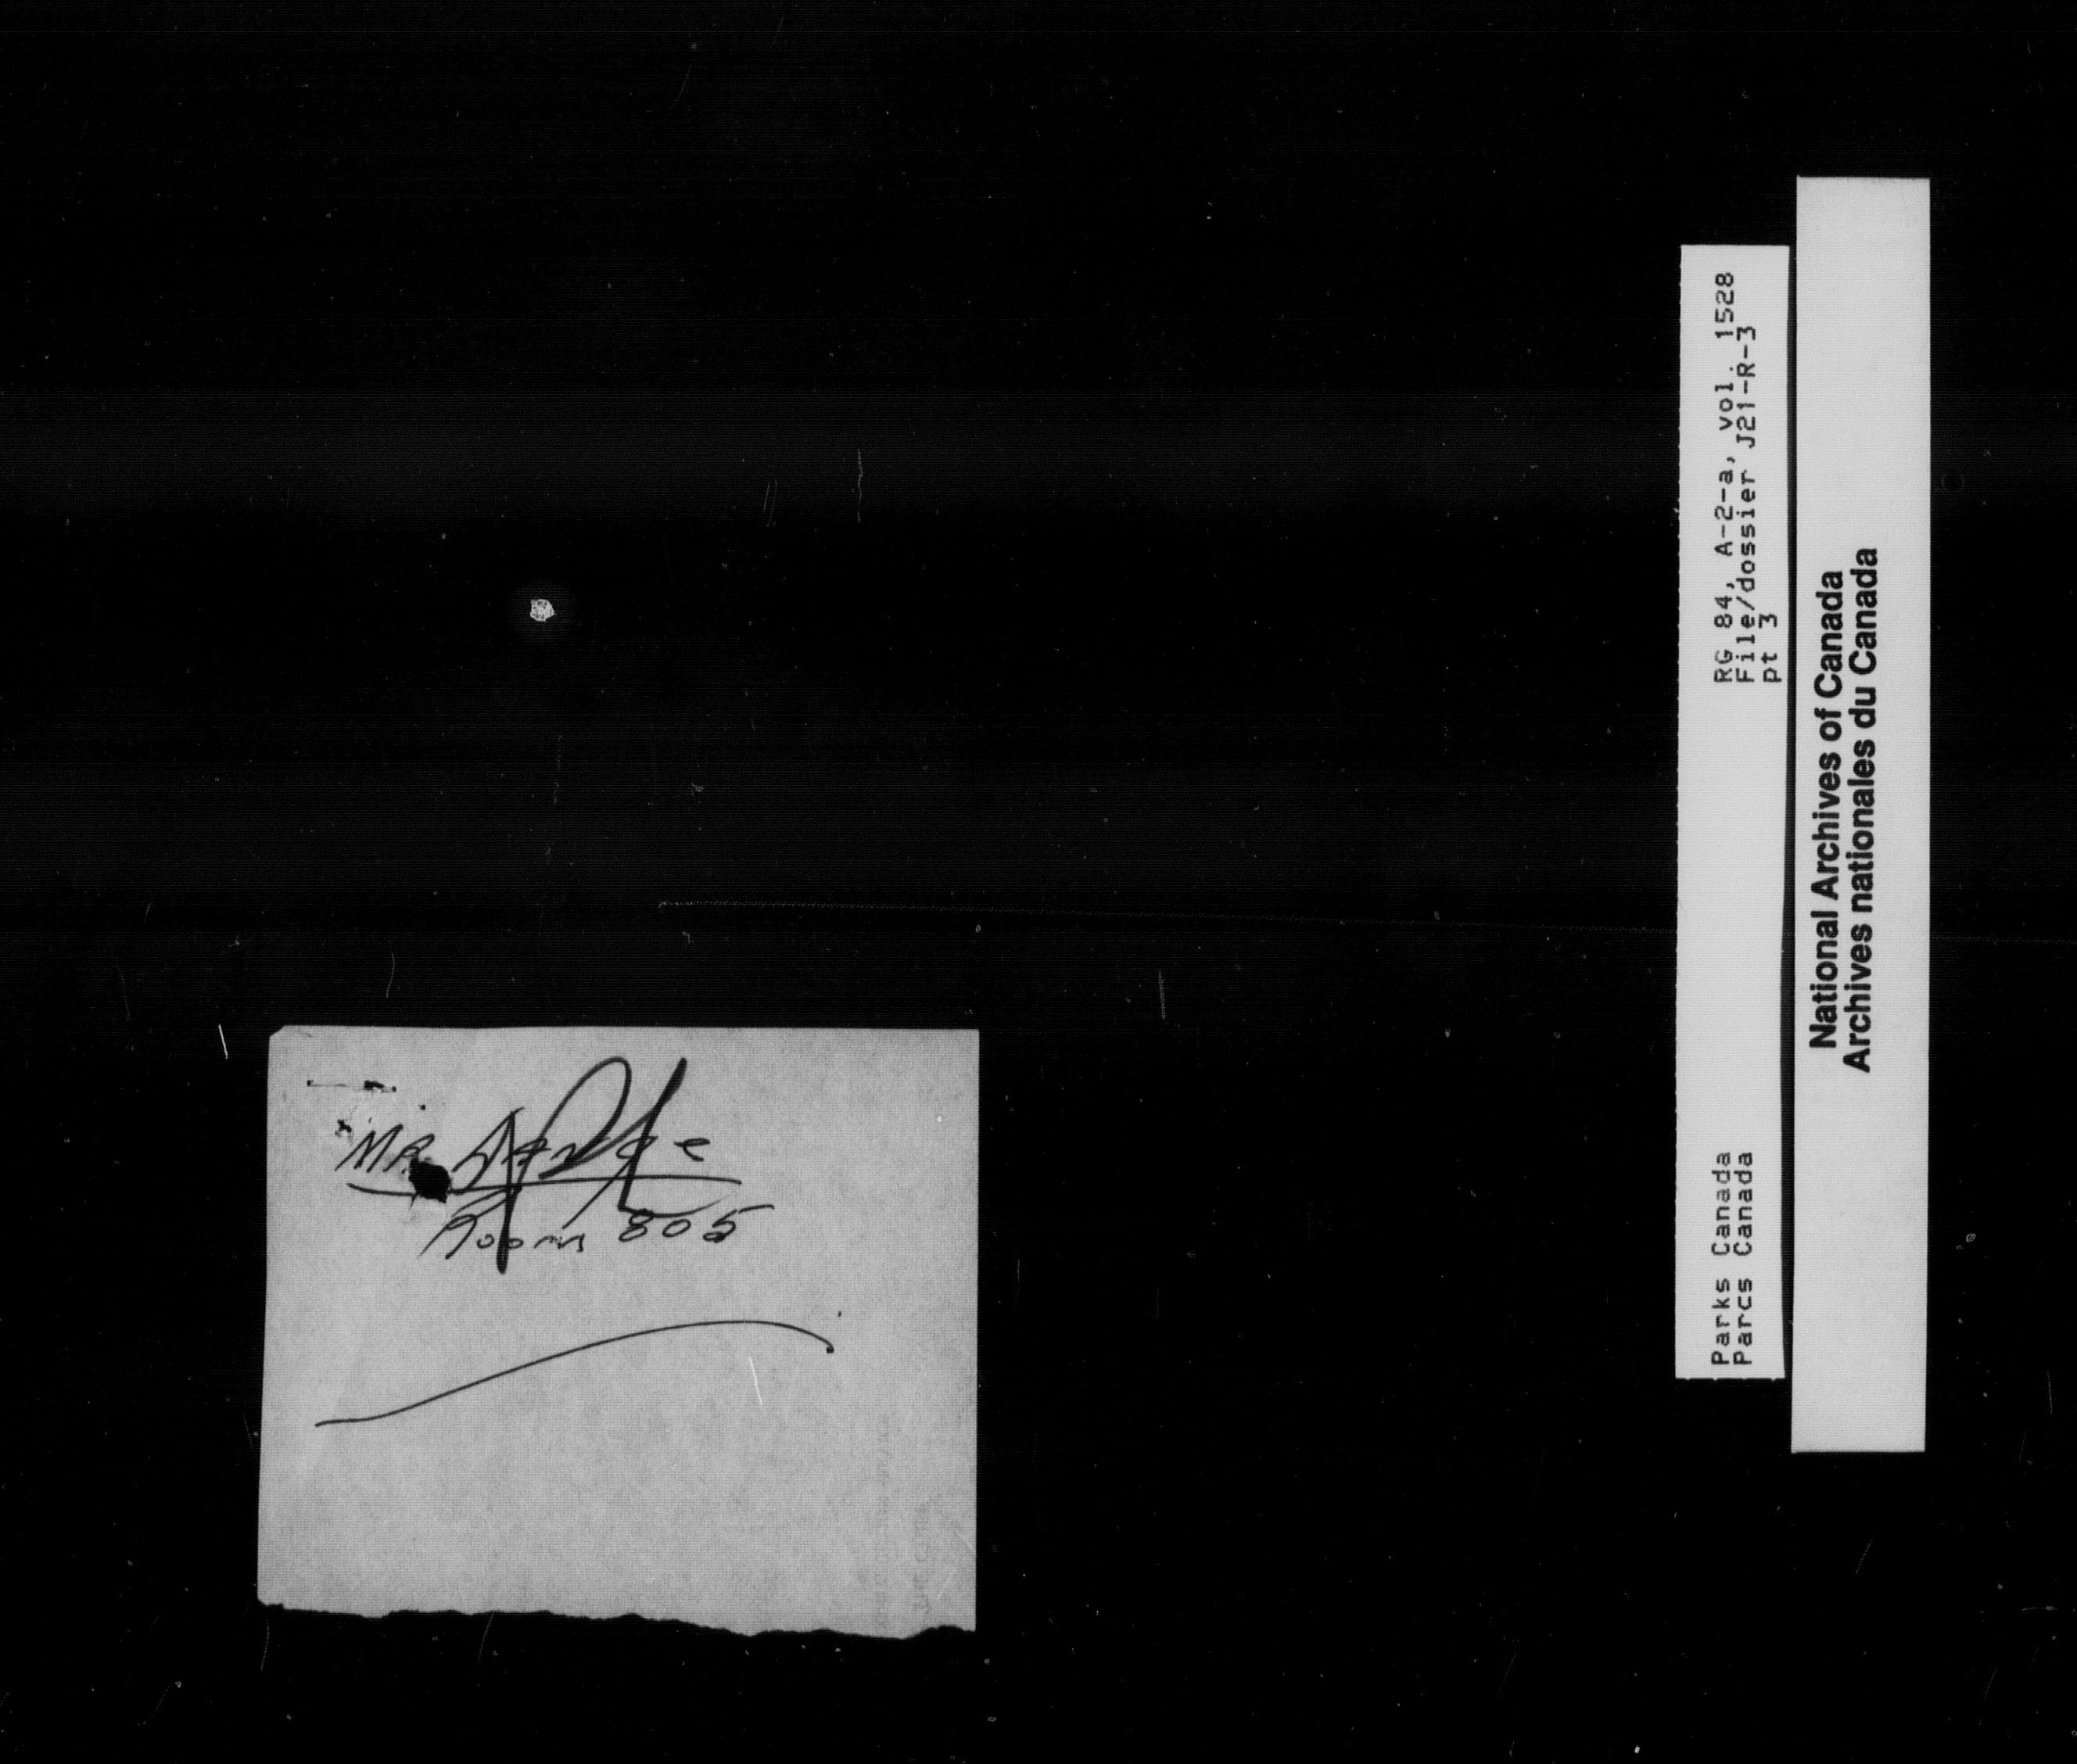 MR
Room 805
RG 84, A-2-a, vol. 1528
File/dossier J21-R-3
pt 3
Parks Canada
Parcs Canada
National Archives of Canada
Archives nationales du Canada